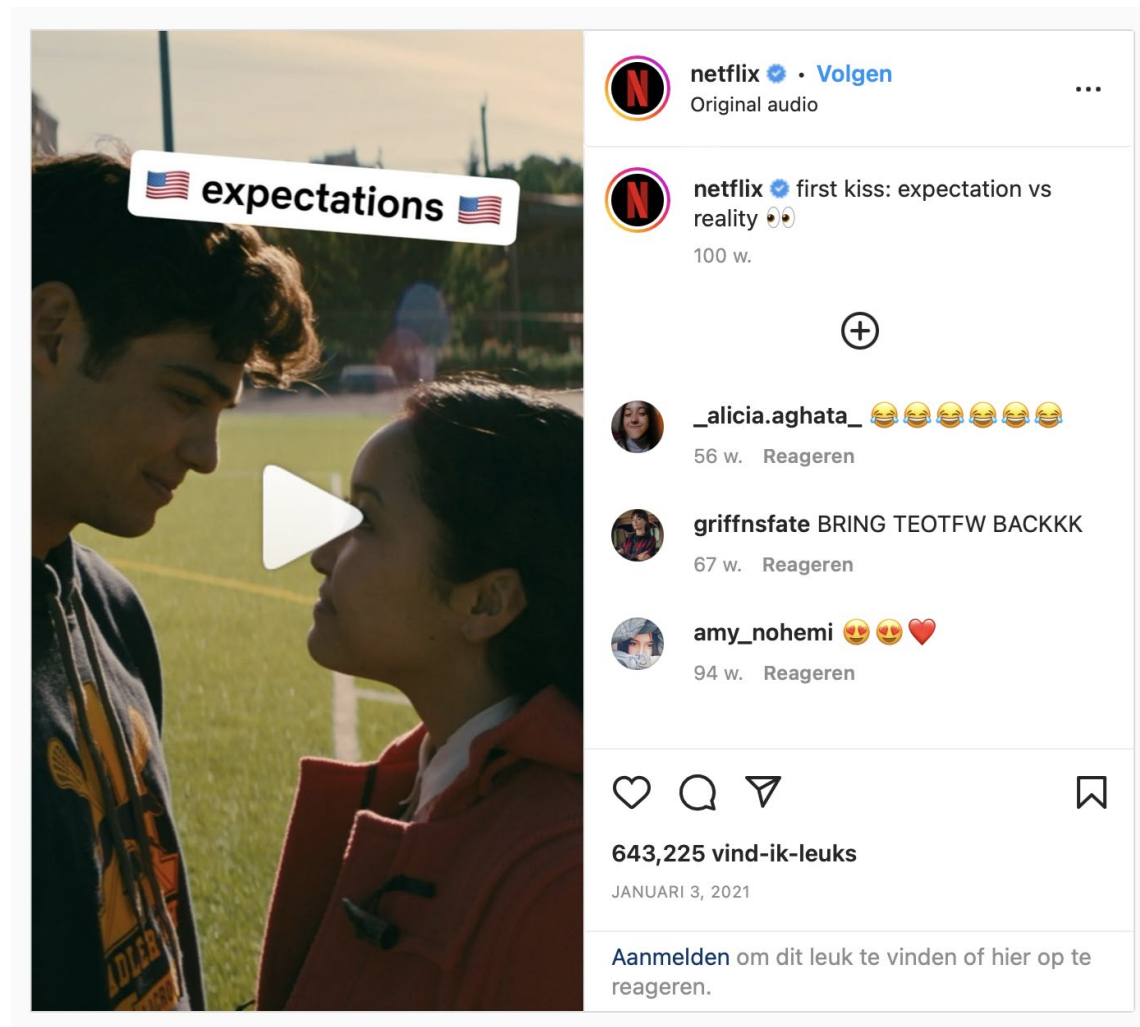 🇺🇸 expectations 🇺🇸
ADLER
netflix • Volgen
Original audio
netflix first kiss: expectation vs
reality 👀
100 w.
_alicia.aghata_ 😂😂😂😂😂😂
56 w. Reageren
griffnsfate BRING TEOTFW BACKKK
67 w. Reageren
amy_nohemi 😍😍❤️
94 w. Reageren
643,225 vind-ik-leuks
JANUARI 3, 2021
Aanmelden om dit leuk te vinden of hier op te
reageren.